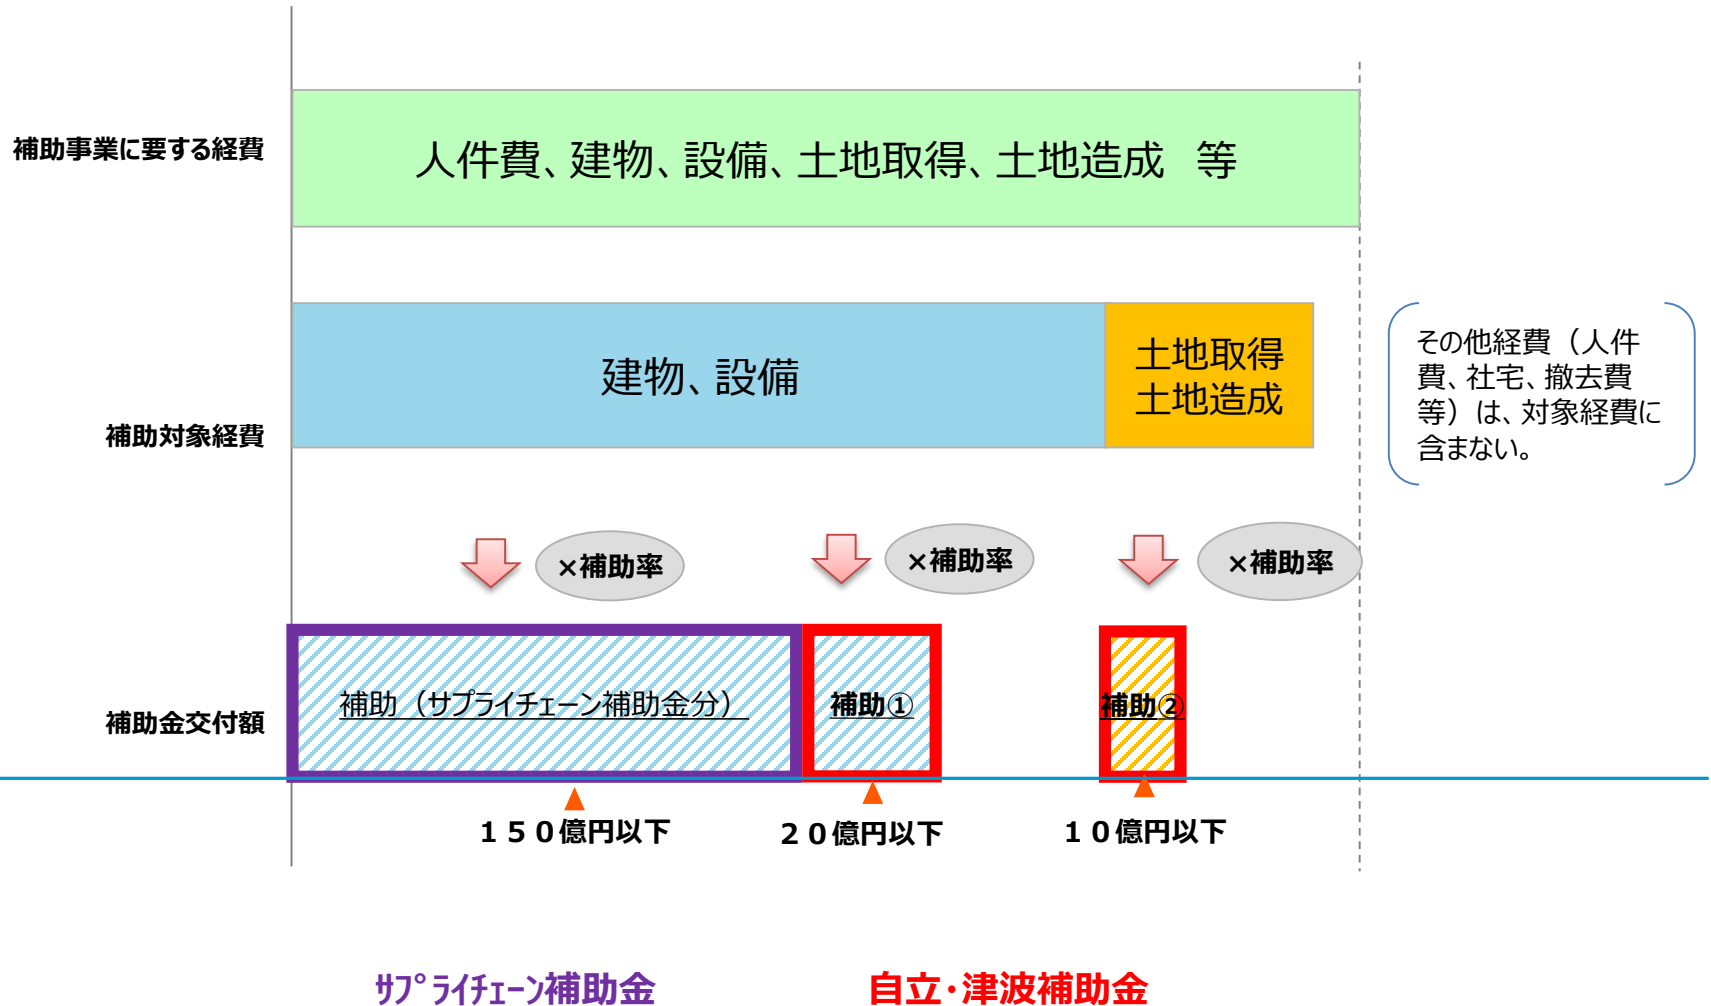 補助事業に要する経費
人件費、建物、設備、土地取得、土地造成　等
補助対象経費
建物、設備
土地取得
土地造成
その他経費（人件
費、社宅、撤去費
等）は、対象経費に
含まない。
×補助率
×補助率
×補助率
補助金交付額
補助（サプライチェーン補助金分）
補助①
補助②
１５０億円以下
２０億円以下
１０億円以下
ｻﾌﾟﾗｲﾁｪｰﾝ補助金
自立･津波補助金